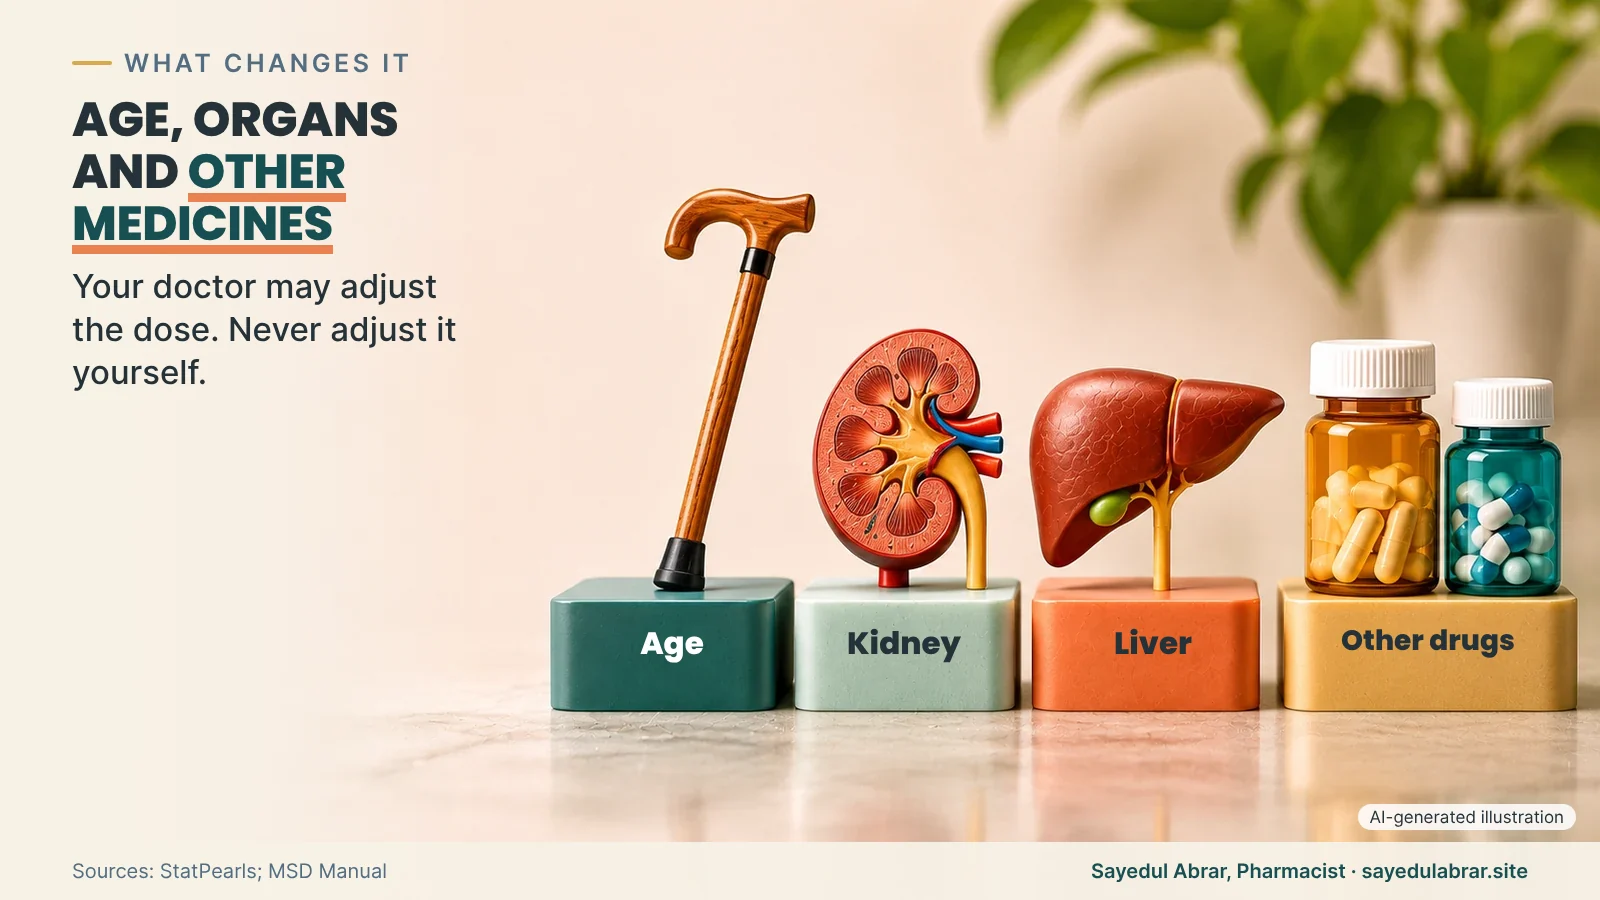 WHAT CHANGES IT
AGE, ORGANS
AND OTHER
MEDICINES
Your doctor may adjust
the dose. Never adjust it
yourself.
Age
Kidney
Liver
Other drugs
AI-generated illustration
Sources: StatPearls; MSD Manual
Sayedul Abrar, Pharmacist · sayedulabrar.site